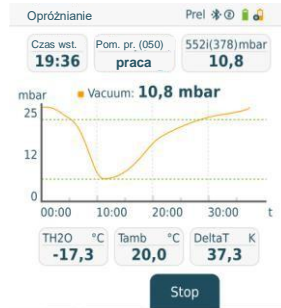 Opróżnianie Prel
Czas wst. Pom. pr. (050) 552i(378)mbar
19:36 praca 10,8
mbar Vacuum: 10,8 mbar
25
12
0
00:00 10:00 20:00 30:00 t
TH2O °C Tamb °C DeltaT K
-17,3 20,0 37,3
Stop